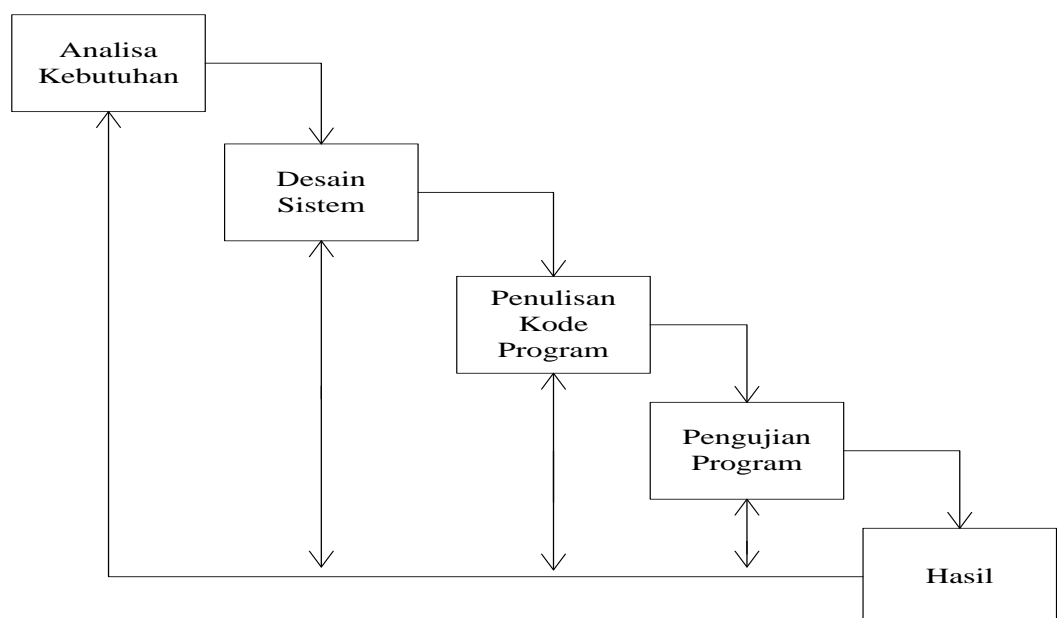 Analisa
Kebutuhan
Desain
Sistem
Penulisan
Kode
Program
Pengujian
Program
Hasil